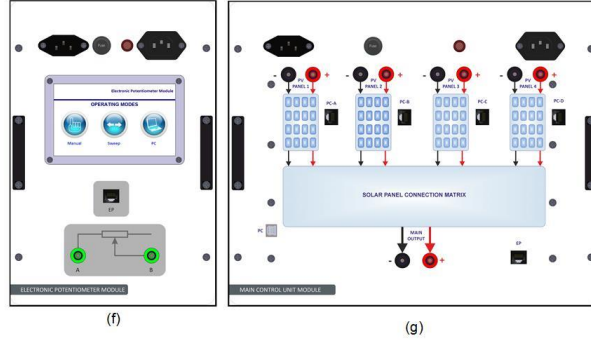 Fuse
Electronic Potentiometer Module
OPERATING MODES
Manual
Sweep
PC
EP
A
B
ELECTRONIC POTENTIOMETER MODULE
(f)
Fuse
- + - + - + - +
PV PANEL 1
PV PANEL 2
PV PANEL 3
PV PANEL 4
PC-A
PC-B
PC-C
PC-D
SOLAR PANEL CONNECTION MATRIX
PC
MAIN
OUTPUT
- +
EP
MAIN CONTROL UNIT MODULE
(g)